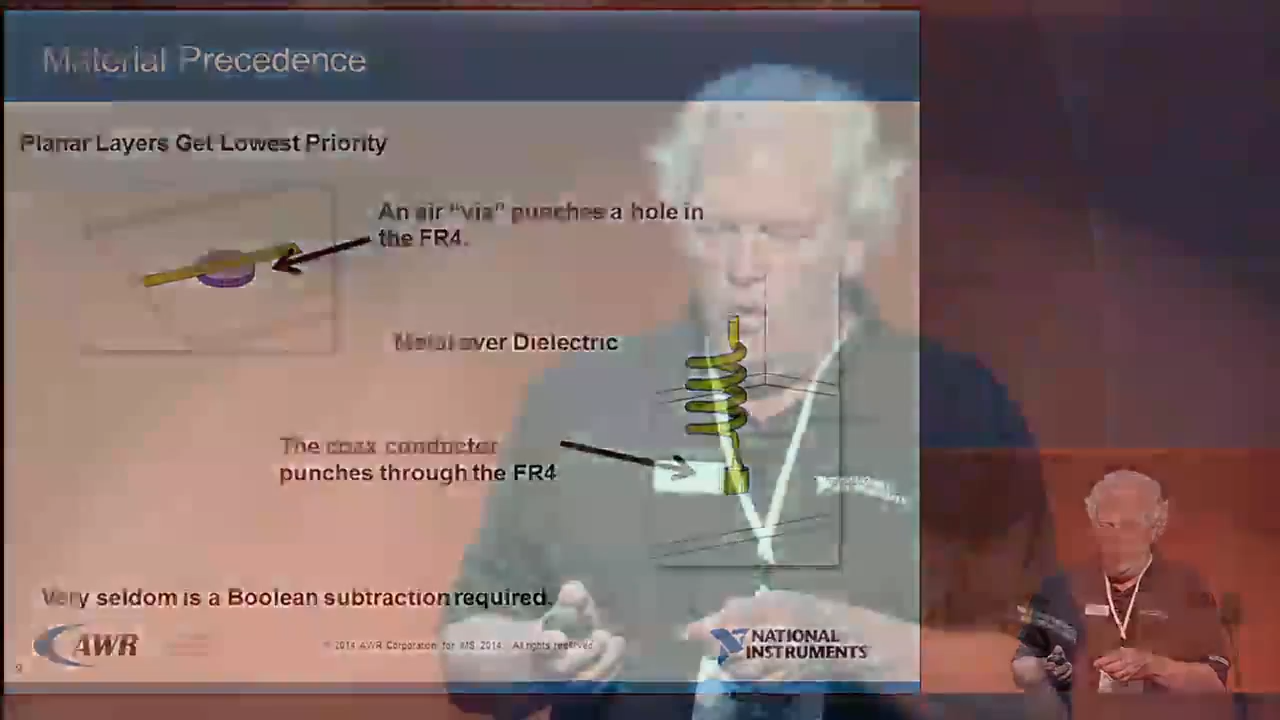 Material Precedence
Planar Layers Get Lowest Priority
An air "via" punches a hole in
the FR4.
Metal over Dielectric
The coax conductor
punches through the FR4
Very seldom is a Boolean subtraction required.
AWR
© 2014 AWR Corporation for IMS 2014. All rights reserved.
NATIONAL
INSTRUMENTS
9